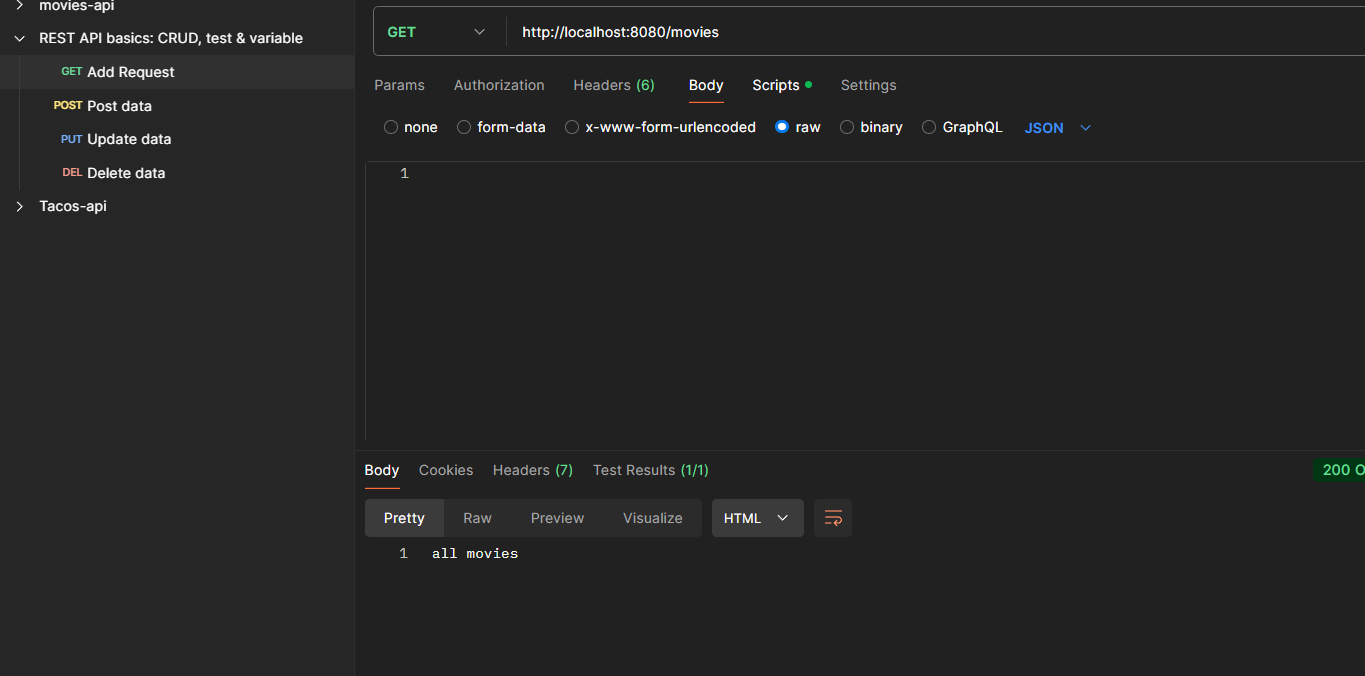 movies-api
REST API basics: CRUD, test & variable
GET Add Request
POST Post data
PUT Update data
DEL Delete data
Tacos-api
GET http://localhost:8080/movies
Params Authorization Headers (6) Body Scripts Settings
none form-data x-www-form-urlencoded raw binary GraphQL JSON
1
Body Cookies Headers (7) Test Results (1/1) 200 O
Pretty Raw Preview Visualize HTML
1 all movies